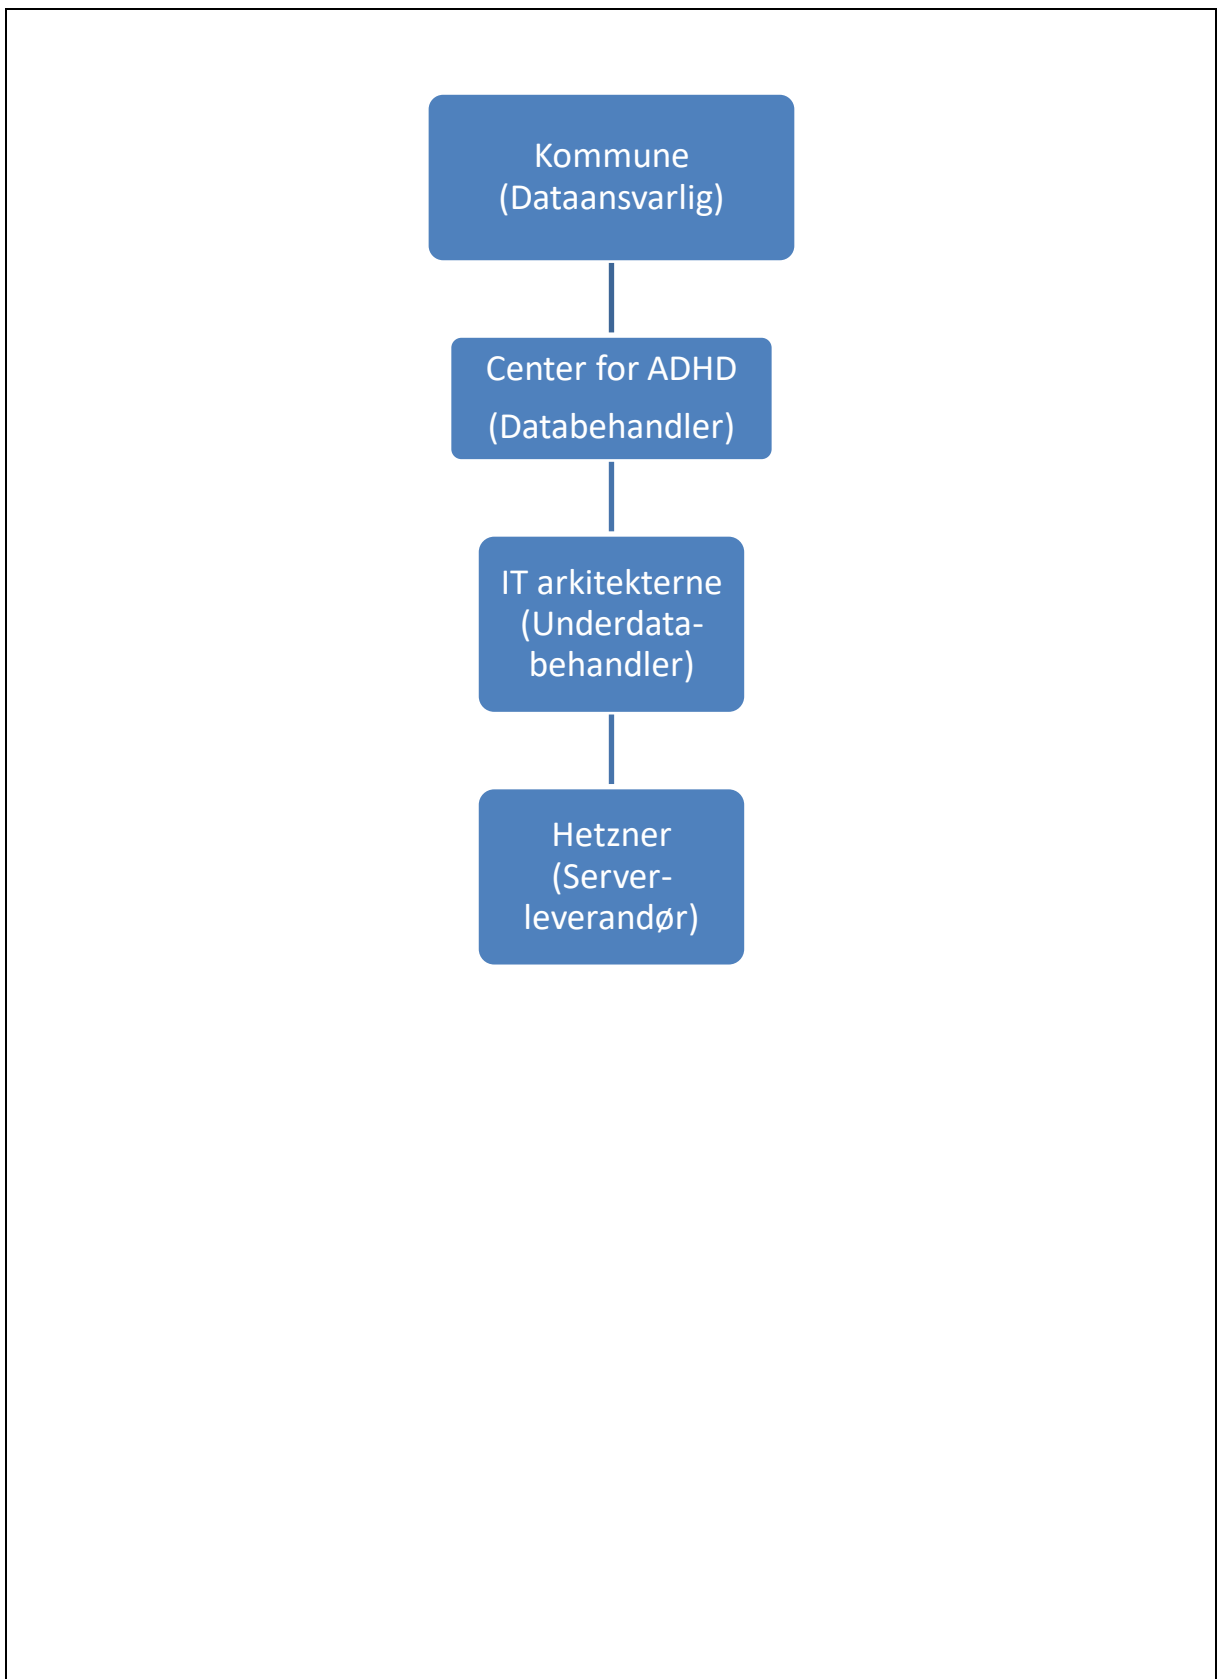 Kommune
(Dataansvarlig)
Center for ADHD
(Databehandler)
IT arkitekterne
(Underdata-
behandler)
Hetzner
(Server-
leverandør)